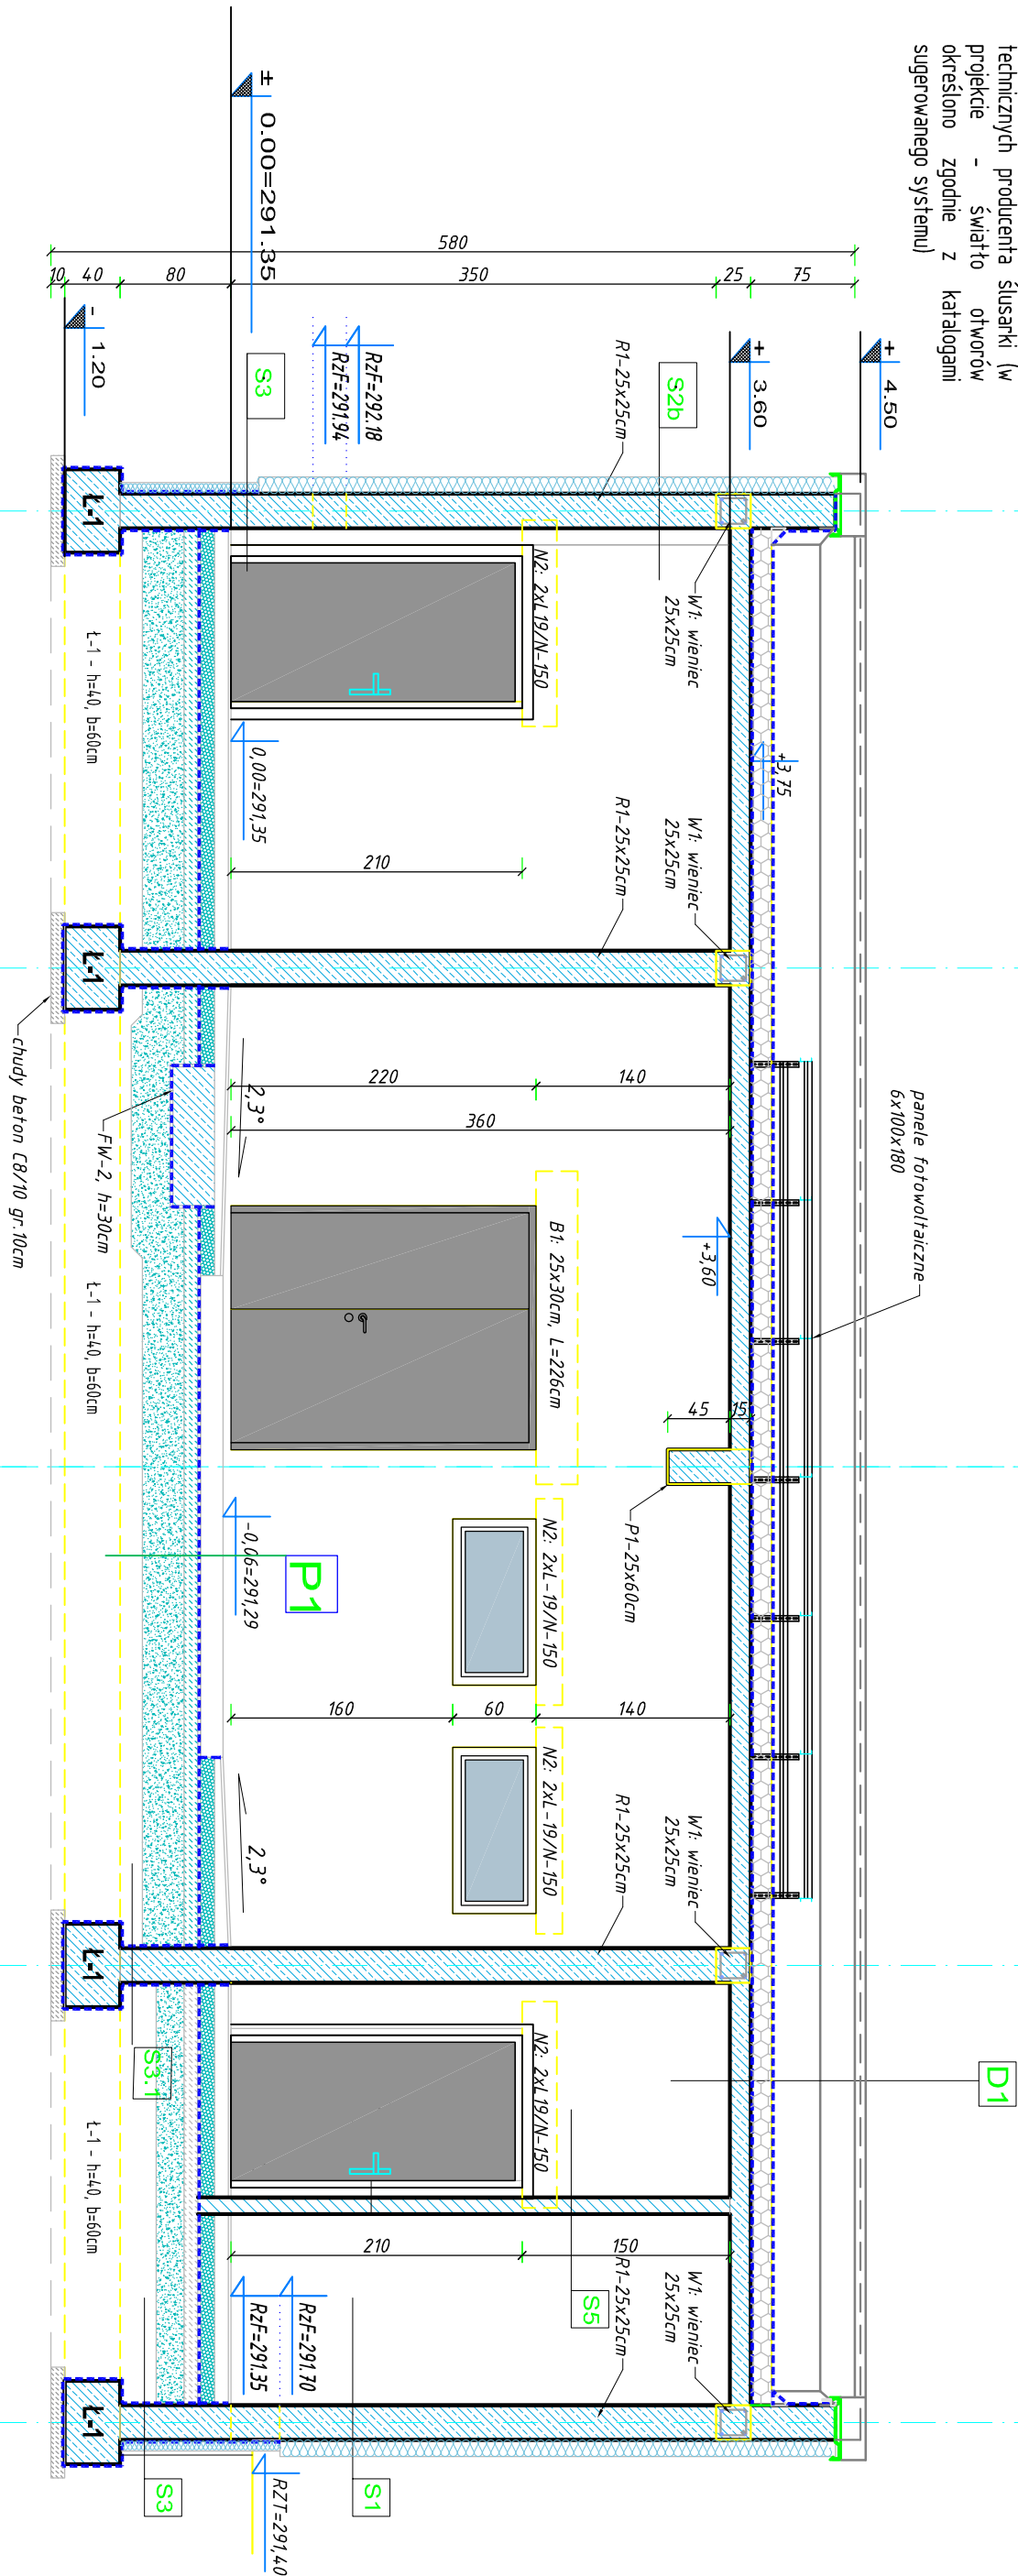 technicznych producenta ślusarki (w
projekcie - światło otworów
określono zgodnie z katalogami
sugerowanego systemu)
D1
+ 4.50
+ 3.60
± 0.00=291.35
- 1.20
580
10
40
80
350
25
75
panele fotowoltaiczne
6x100x180
+3,75
S2b
R1-25x25cm
W1: wieniec
25x25cm
RzF=292.18
RzF=291.94
S3
N2: 2xL19/N-150
0,00=291,35
210
W1: wieniec
25x25cm
R1-25x25cm
220
140
360
2,3°
B1: 25x30cm, L=226cm
+3,60
45
15
P1-25x60cm
N2: 2xL-19/N-150
-0,06=291,29
P1
160
60
140
N2: 2xL-19/N-150
2,3°
W1: wieniec
25x25cm
R1-25x25cm
N2: 2xL19/N-150
S5
210
150
W1: wieniec
25x25cm
R1-25x25cm
RzF=291.70
RzF=291.35
S1
RZT=291,40
S3.1
S3
Ł-1
Ł-1 - h=40, b=60cm
Ł-1
FW-2, h=30cm
Ł-1 - h=40, b=60cm
Ł-1
Ł-1 - h=40, b=60cm
Ł-1
chudy beton C8/10 gr.10cm